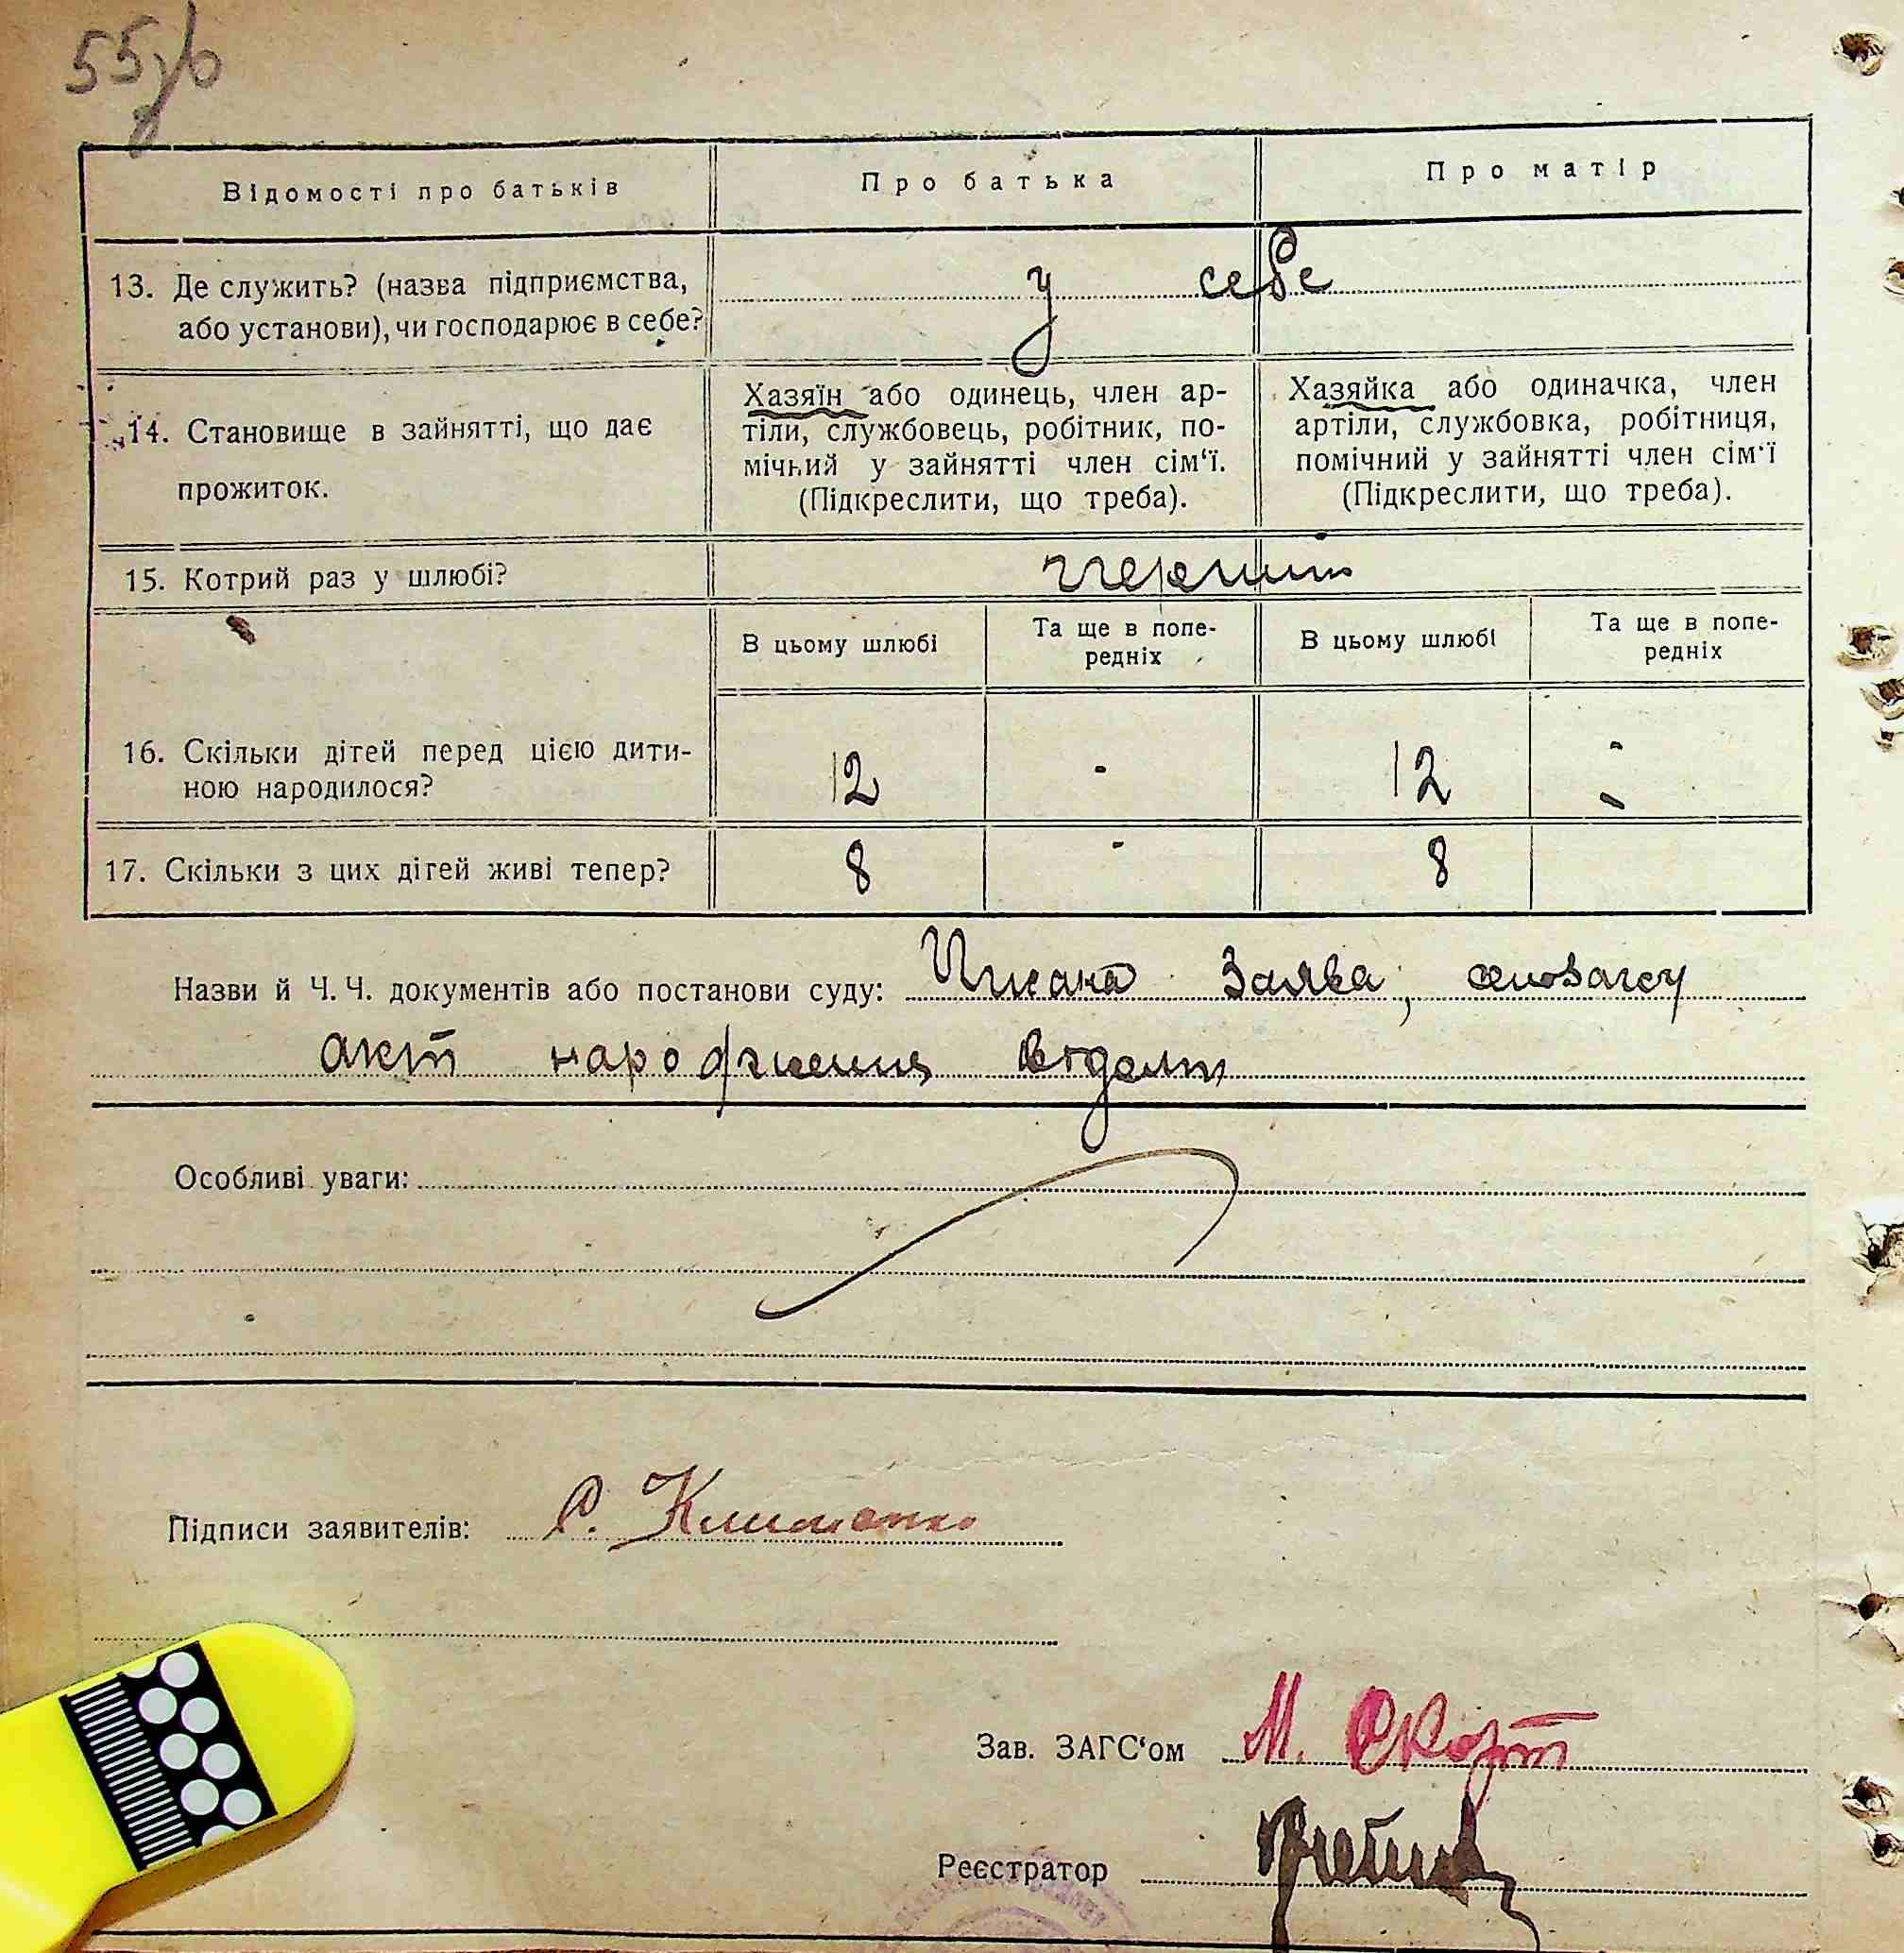 55зв
Відомості про батьків
Про батька
Про матір
13. Де служить? (назва підприємства,
або установи), чи господарює в себе?
у себе
14. Становище в зайнятті, що дає
прожиток.
Хазяїн або одинець, член ар-
тіли, службовець, робітник, по-
мічний у зайнятті член сім‘ї.
(Підкреслити, що треба).
Хазяйка або одиначка, член
артіли, службовка, робітниця,
помічний у зайнятті член сім‘ї
(Підкреслити, що треба).
15. Котрий раз у шлюбі?
перший
В цьому шлюбі
Та ще в попе-
редніх
В цьому шлюбі
Та ще в попе-
редніх
16. Скільки дітей перед цією дити-
ною народилося?
12 - 12 -
17. Скільки з цих дітей живі тепер?
8 - 8
Назви й Ч. Ч. документів або постанови суду: заява,
акт народження
Особливі уваги:
Підписи заявителів: С. Клименко
Зав. ЗАГС‘ом М. Скорт
Реєстратор